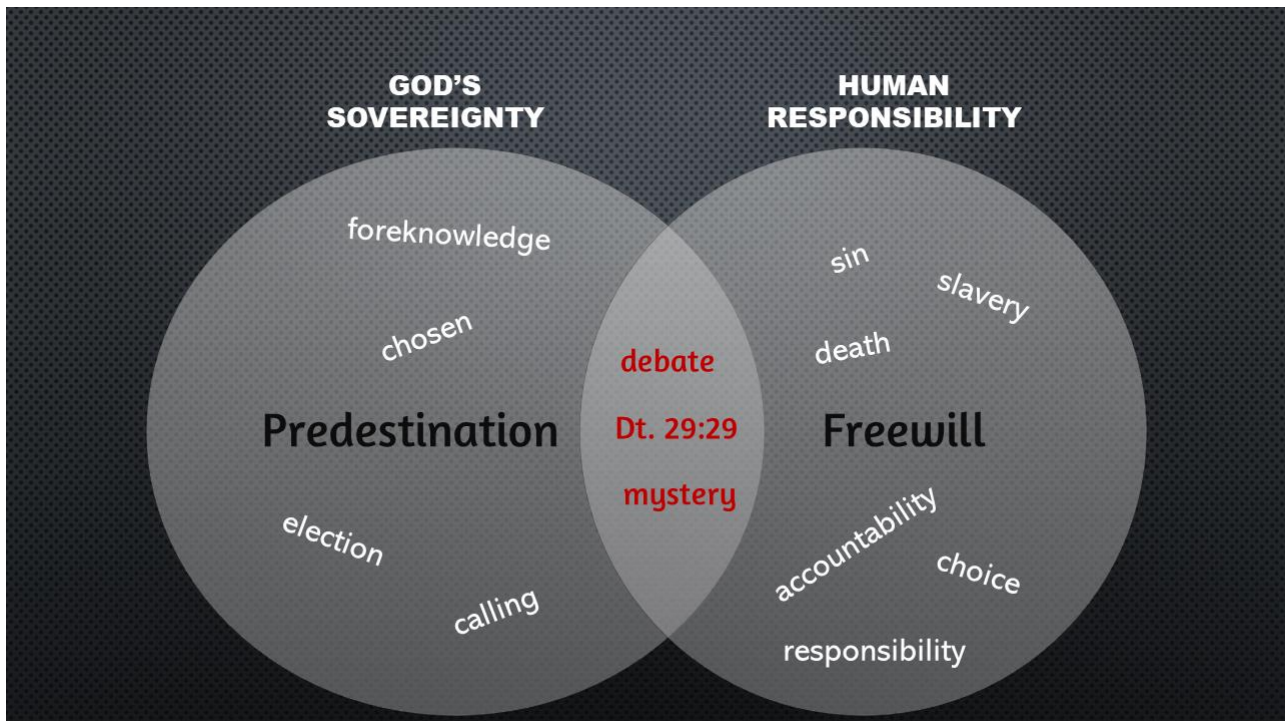 GOD'S
SOVEREIGNTY
HUMAN
RESPONSIBILITY
foreknowledge
chosen
Predestination
election
calling
debate
Dt. 29:29
mystery
sin
slavery
death
Freewill
accountability
choice
responsibility